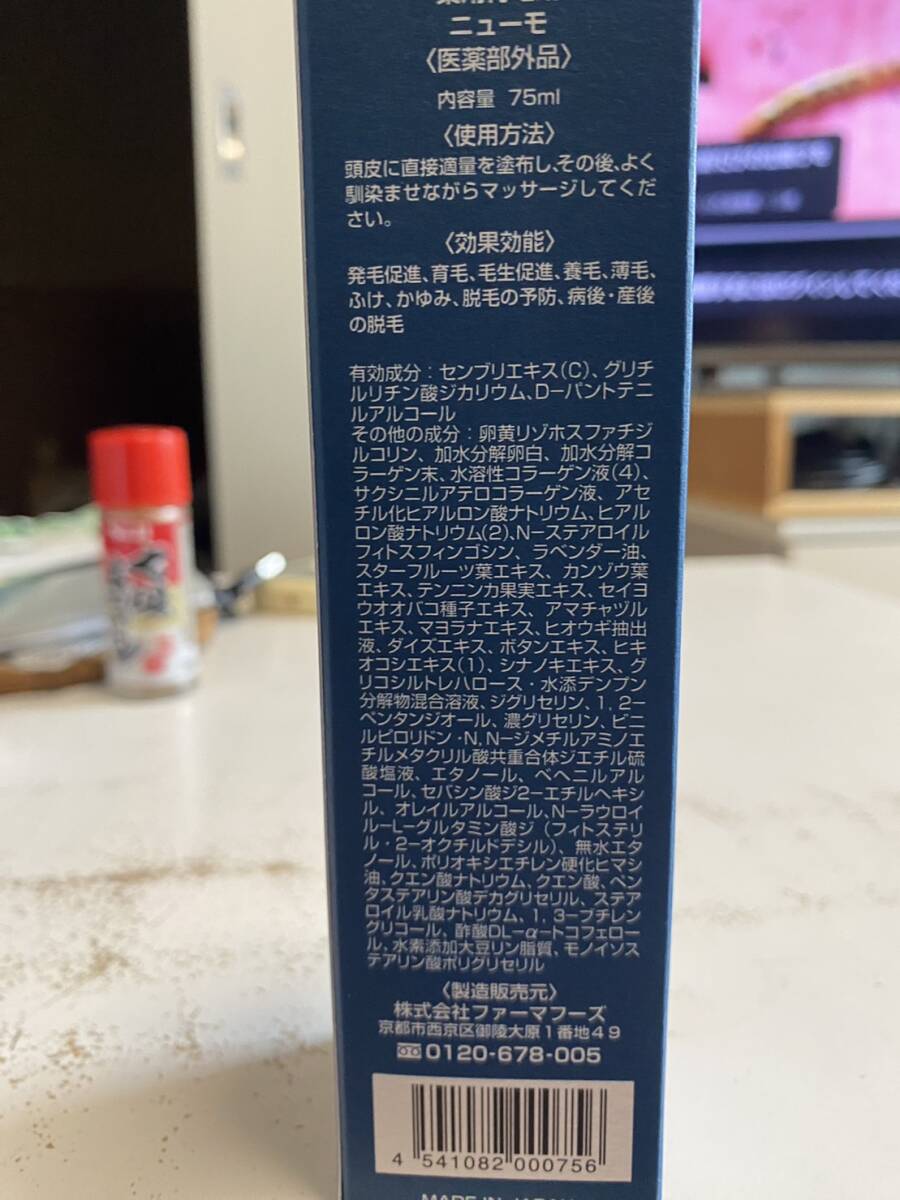 ニューモ
〈医薬部外品〉
内容量 75ml
〈使用方法〉
頭皮に直接適量を塗布し、その後、よく
馴染ませながらマッサージしてくだ
さい。
〈効果効能〉
発毛促進、育毛、毛生促進、養毛、薄毛、
ふけ、かゆみ、脱毛の予防、病後・産後
の脱毛
有効成分：センブリエキス(C)、グリチ
ルリチン酸ジカリウム、D−パントテニ
ルアルコール
その他の成分：卵黄リゾホスファチジ
ルコリン、加水分解卵白、加水分解コ
ラーゲン末、水溶性コラーゲン液(4)、
サクシニルアテロコラーゲン液、アセ
チル化ヒアルロン酸ナトリウム、ヒアル
ロン酸ナトリウム(2)、N−ステアロイル
フィトスフィンゴシン、ラベンダー油、
スターフルーツ葉エキス、カンゾウ葉
エキス、テンニンカ果実エキス、セイヨ
ウオオバコ種子エキス、アマチャヅル
エキス、マヨラナエキス、ヒオウギ抽出
液、ダイズエキス、ボタンエキス、ヒキ
オコシエキス(1)、シナノキエキス、グ
リコシルトレハロース・水添デンプン
分解物混合溶液、ジグリセリン、1,2−
ペンタンジオール、濃グリセリン、ビニ
ルピロリドン・N,N−ジメチルアミノエ
チルメタクリル酸共重合体ジエチル硫
酸塩液、エタノール、ベヘニルアル
コール、セバシン酸ジ2−エチルヘキシ
ル、オレイルアルコール、N−ラウロイ
ル−L−グルタミン酸ジ(フィトステリ
ル・2−オクチルドデシル)、無水エタ
ノール、ポリオキシエチレン硬化ヒマシ
油、クエン酸ナトリウム、クエン酸、ペン
タステアリン酸デカグリセリル、ステア
ロイル乳酸ナトリウム、1,3−ブチレン
グリコール、酢酸DL−α−トコフェロー
ル、水素添加大豆リン脂質、モノイソス
テアリン酸ポリグリセリル
〈製造販売元〉
株式会社ファーマフーズ
京都市西京区御陵大原1番地49
0120-678-005
4 541082 000756
MADE IN JAPAN